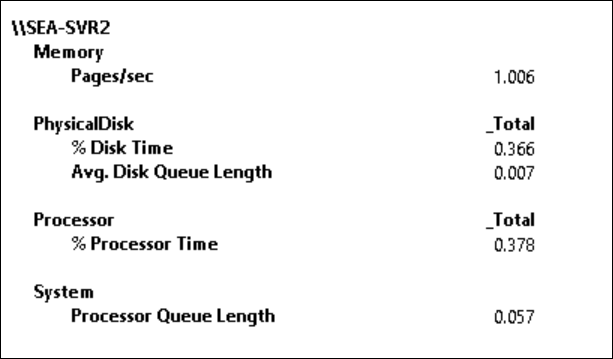 \\SEA-SVR2
Memory
Pages/sec 1.006
PhysicalDisk _Total
% Disk Time 0.366
Avg. Disk Queue Length 0.007
Processor _Total
% Processor Time 0.378
System
Processor Queue Length 0.057